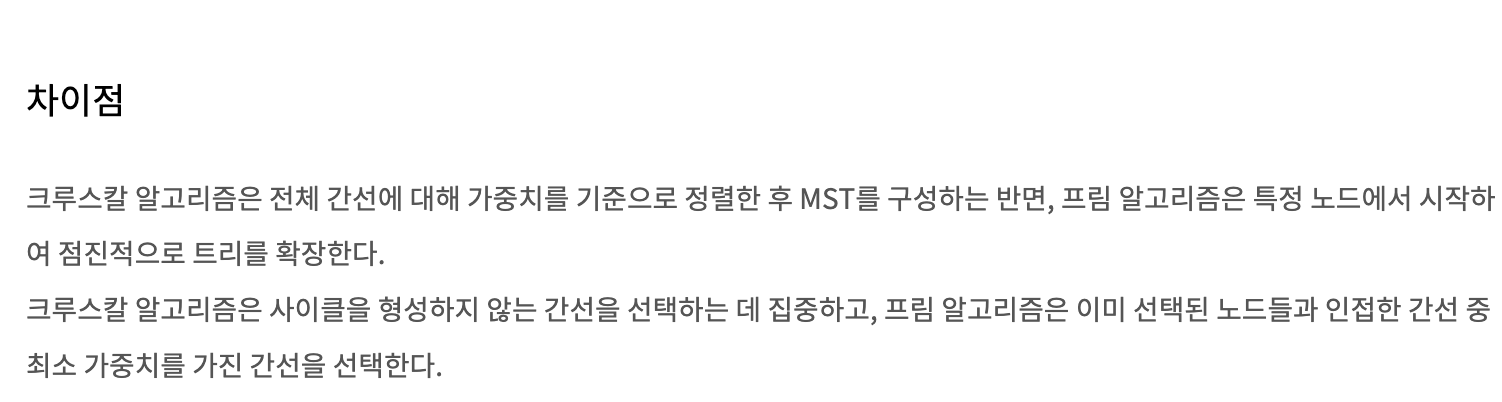 차이점
크루스칼 알고리즘은 전체 간선에 대해 가중치를 기준으로 정렬한 후 MST를 구성하는 반면, 프림 알고리즘은 특정 노드에서 시작하
여 점진적으로 트리를 확장한다.
크루스칼 알고리즘은 사이클을 형성하지 않는 간선을 선택하는 데 집중하고, 프림 알고리즘은 이미 선택된 노드들과 인접한 간선 중
최소 가중치를 가진 간선을 선택한다.